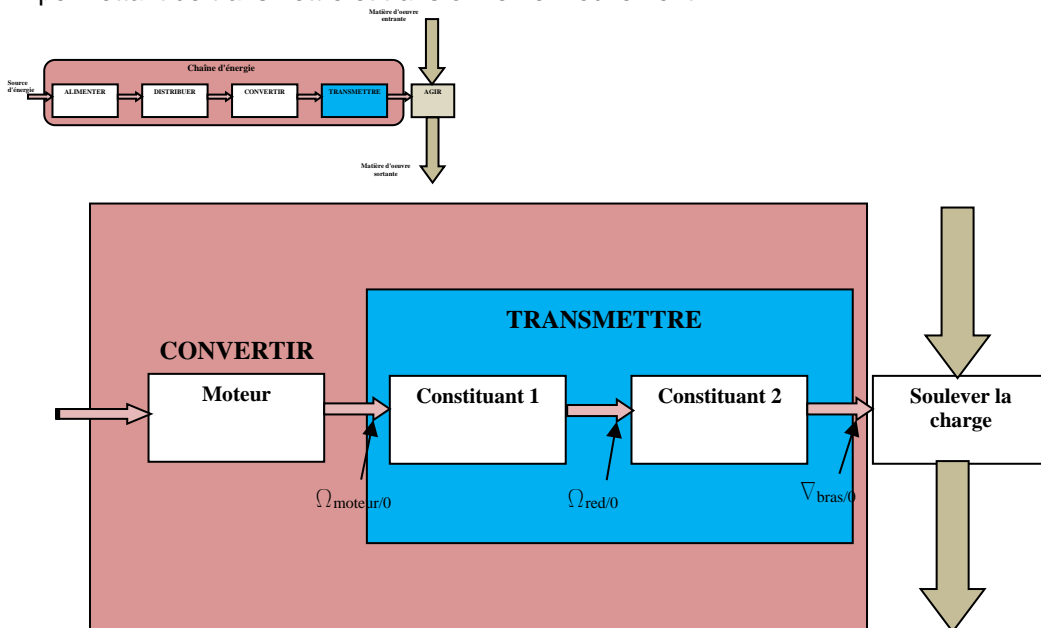 Matière d'oeuvre
entrante
Chaîne d'énergie
Source
d'énergie
ALIMENTER
DISTRIBUER
CONVERTIR
TRANSMETTRE
AGIR
Matière d'oeuvre
sortante
TRANSMETTRE
CONVERTIR
Moteur
Constituant 1
Constituant 2
Soulever la
charge
Ωmoteur/0
Ωred/0
∇bras/0